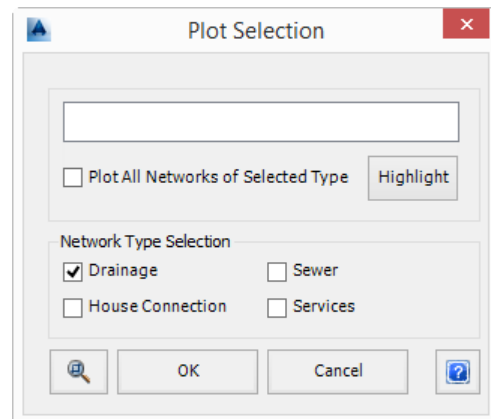 Plot Selection
Plot All Networks of Selected Type Highlight
Network Type Selection
Drainage Sewer
House Connection Services
OK Cancel